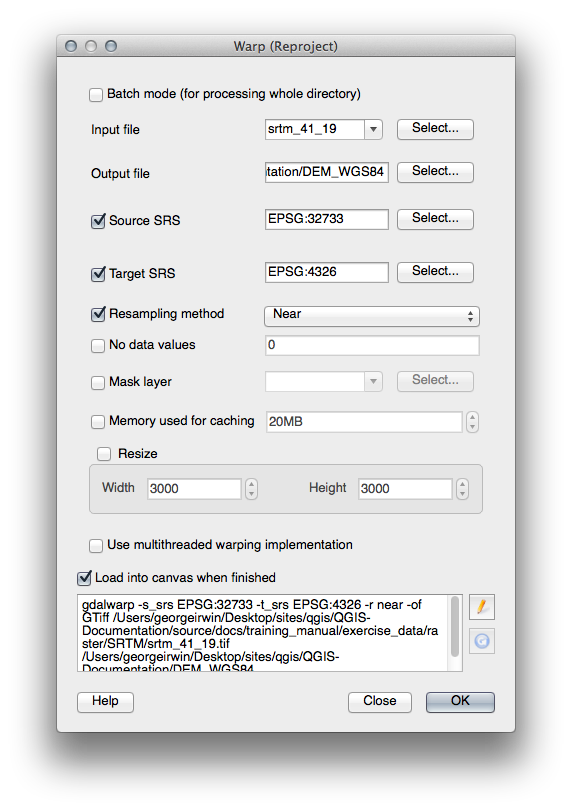 Warp (Reproject)
Batch mode (for processing whole directory)
Input file srtm_41_19 Select...
Output file tation/DEM_WGS84 Select...
Source SRS EPSG:32733 Select...
Target SRS EPSG:4326 Select...
Resampling method Near
No data values 0
Mask layer Select...
Memory used for caching 20MB
Resize
Width 3000 Height 3000
Use multithreaded warping implementation
Load into canvas when finished
gdalwarp -s_srs EPSG:32733 -t_srs EPSG:4326 -r near -of
GTiff /Users/georgeirwin/Desktop/sites/qgis/QGIS-
Documentation/source/docs/training_manual/exercise_data/ra
ster/SRTM/srtm_41_19.tif
/Users/georgeirwin/Desktop/sites/qgis/QGIS-
Documentation/DEM_WGS84
Help Close OK